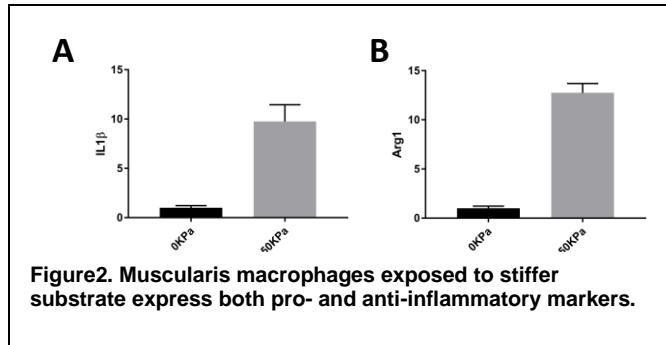 A
B
15
10
5
0
IL1β
0KPa
50KPa
15
10
5
0
Arg1
0KPa
50KPa
Figure2. Muscularis macrophages exposed to stiffer
substrate express both pro- and anti-inflammatory markers.